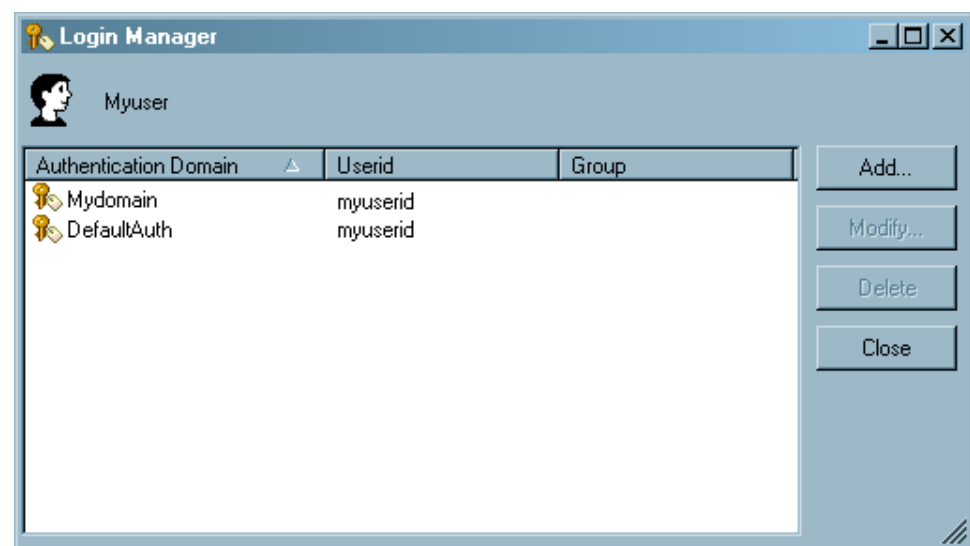 Login Manager
Myuser
Authentication Domain Userid Group
Mydomain myuserid
DefaultAuth myuserid
Add...
Modify...
Delete
Close